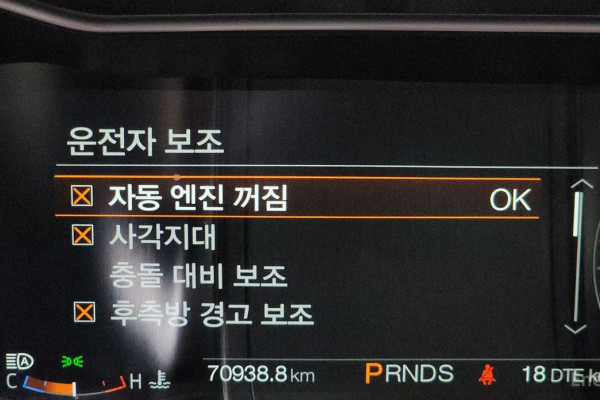 운전자 보조
자동 엔진 꺼짐 OK
사각지대
충돌 대비 보조
후측방 경고 보조
C H 70938.8 km PRNDS 18 DTE-k